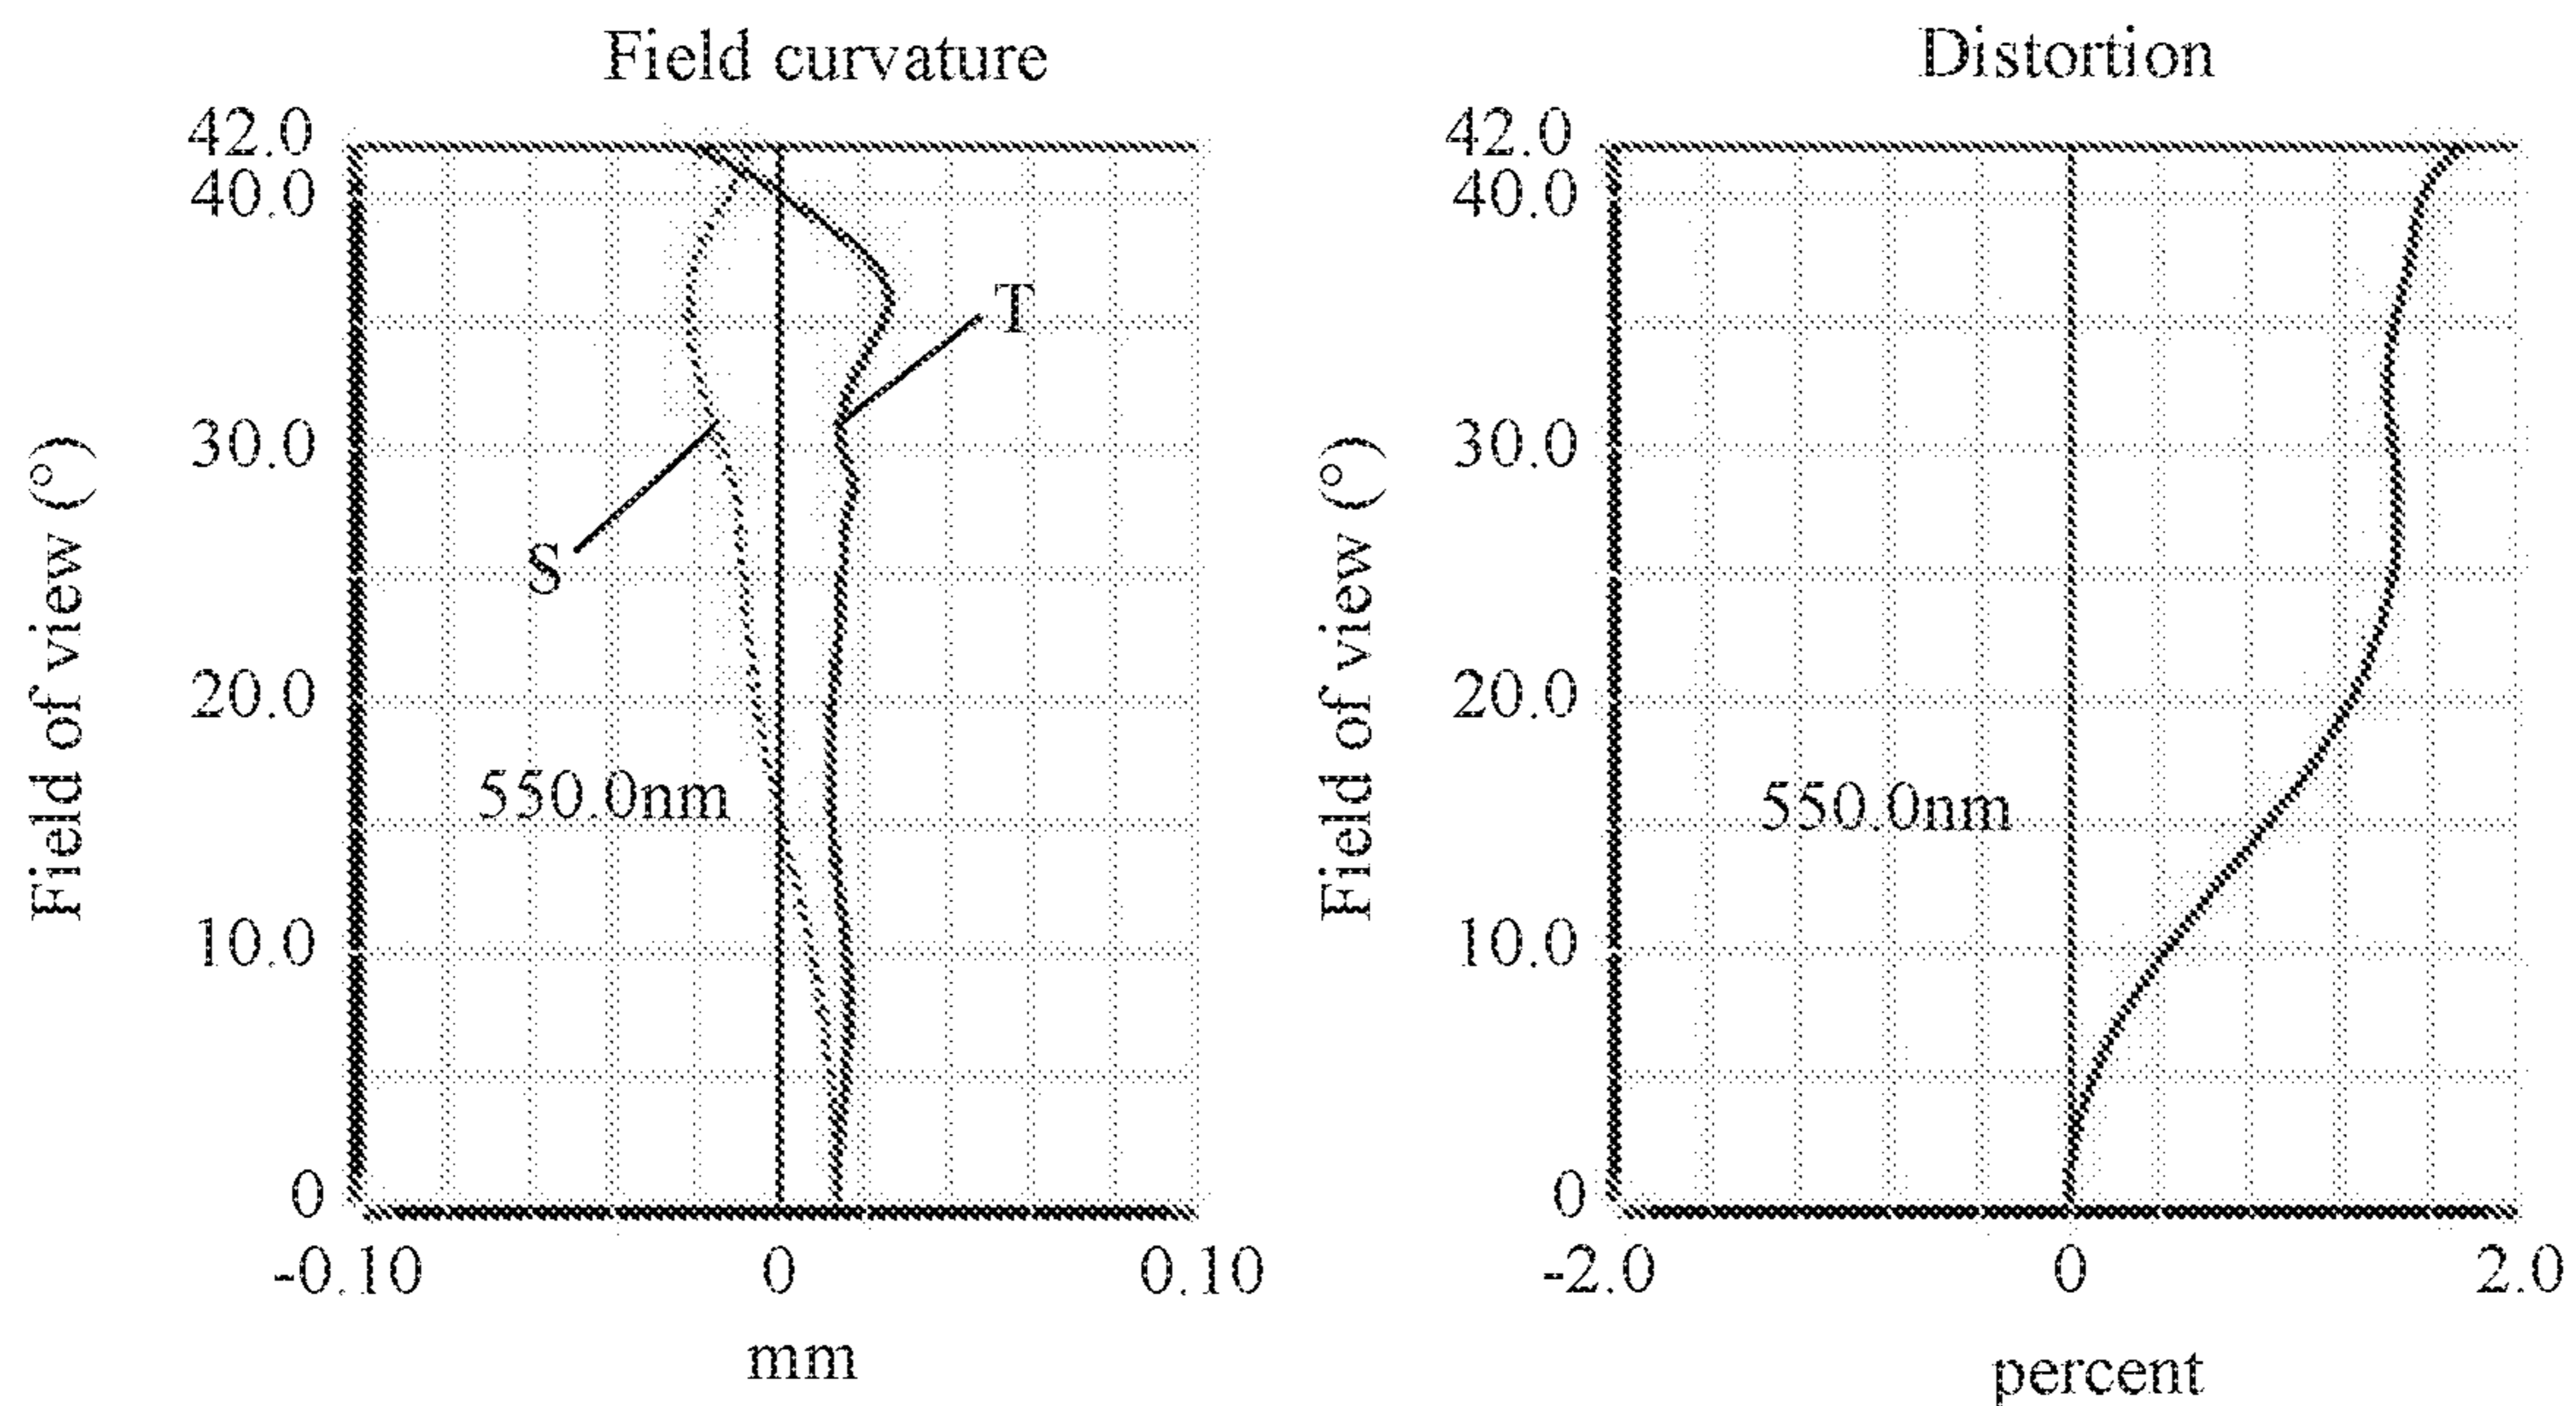 Field curvature
42.0
40.0
30.0
20.0
10.0
0
Field of view (°)
T
S
550.0nm
-0.10
0
0.10
mm
Distortion
42.0
40.0
30.0
20.0
10.0
0
Field of view (°)
550.0nm
-2.0
0
2.0
percent